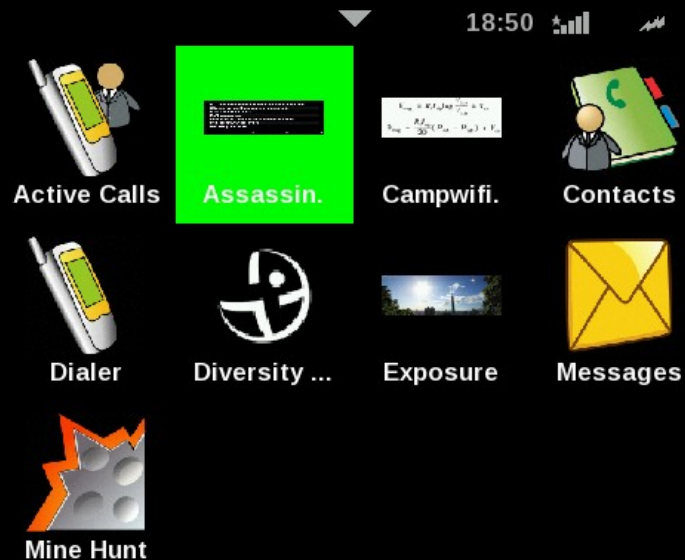 18:50
Active Calls
Assassin.
Campwifi.
Contacts
Dialer
Diversity ...
Exposure
Messages
Mine Hunt